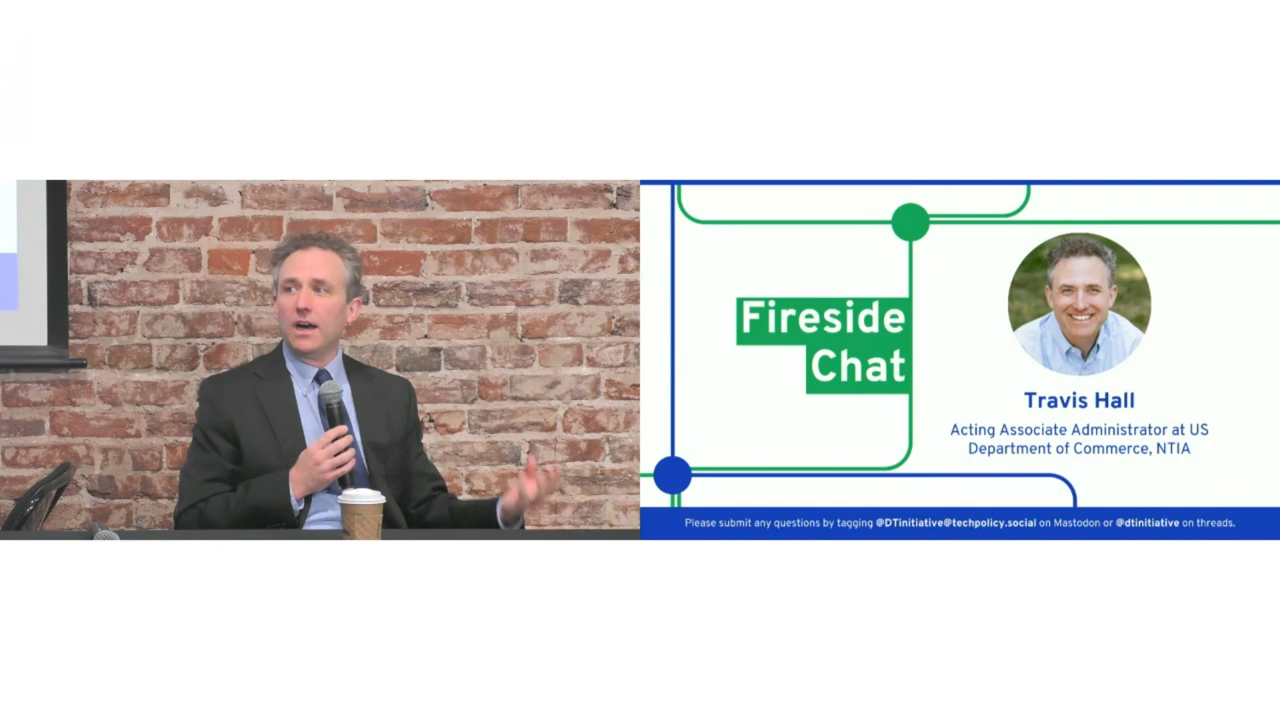 Fireside
Chat
Travis Hall
Acting Associate Administrator at US
Department of Commerce, NTIA
Please submit any questions by tagging @DTinitiative@techpolicy.social on Mastodon or @dtinitiative on threads.